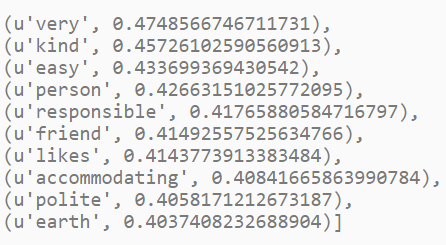 (u'very', 0.4748566746711731),
(u'kind', 0.45726102590560913),
(u'easy', 0.433699369430542),
(u'person', 0.42663151025772095),
(u'responsible', 0.41765880584716797),
(u'friend', 0.41492557525634766),
(u'likes', 0.4143773913383484),
(u'accommodating', 0.40841665863990784),
(u'polite', 0.4058171212673187),
(u'earth', 0.4037408232688904)]